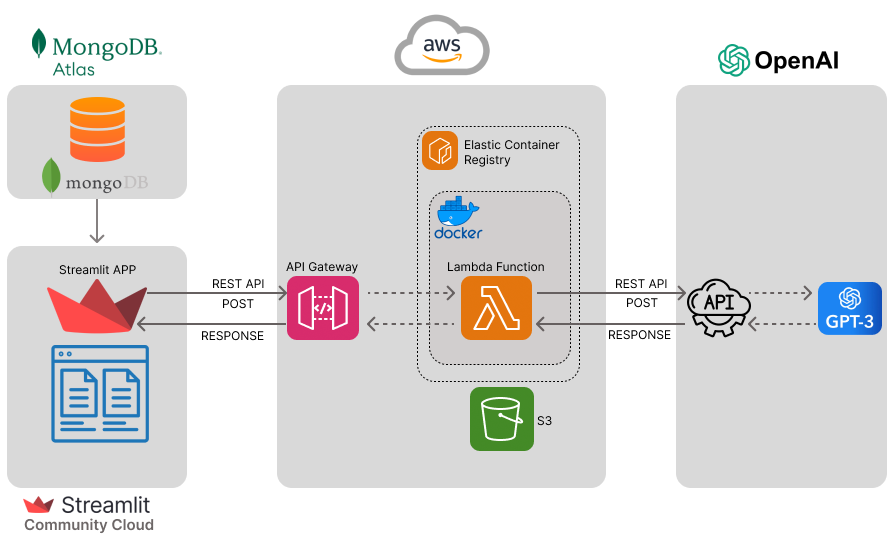 MongoDB.
Atlas
aws
OpenAI
mongoDB
Elastic Container
Registry
docker
Streamlit APP
REST API
POST
RESPONSE
API Gateway
</>
Lambda Function
REST API
POST
RESPONSE
API
GPT-3
S3
Streamlit
Community Cloud